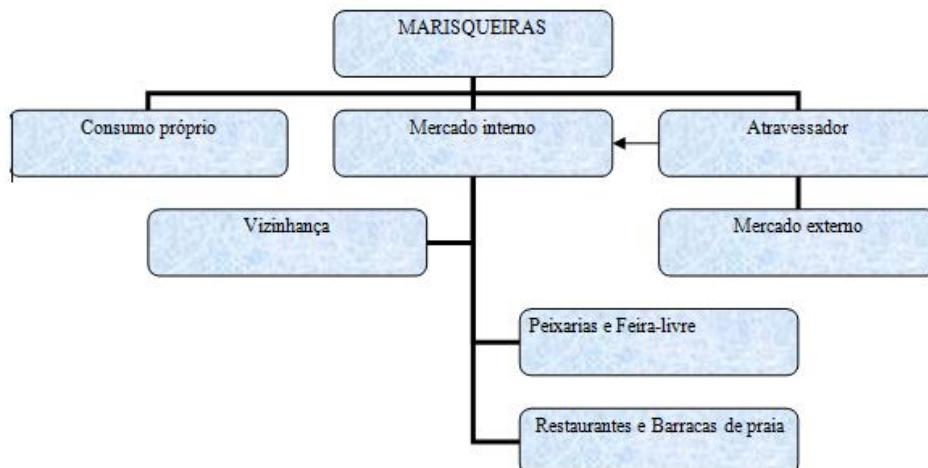 MARISQUEIRAS
Consumo próprio
Mercado interno
Atravessador
Vizinhança
Mercado externo
Peixarias e Feira-livre
Restaurantes e Barracas de praia